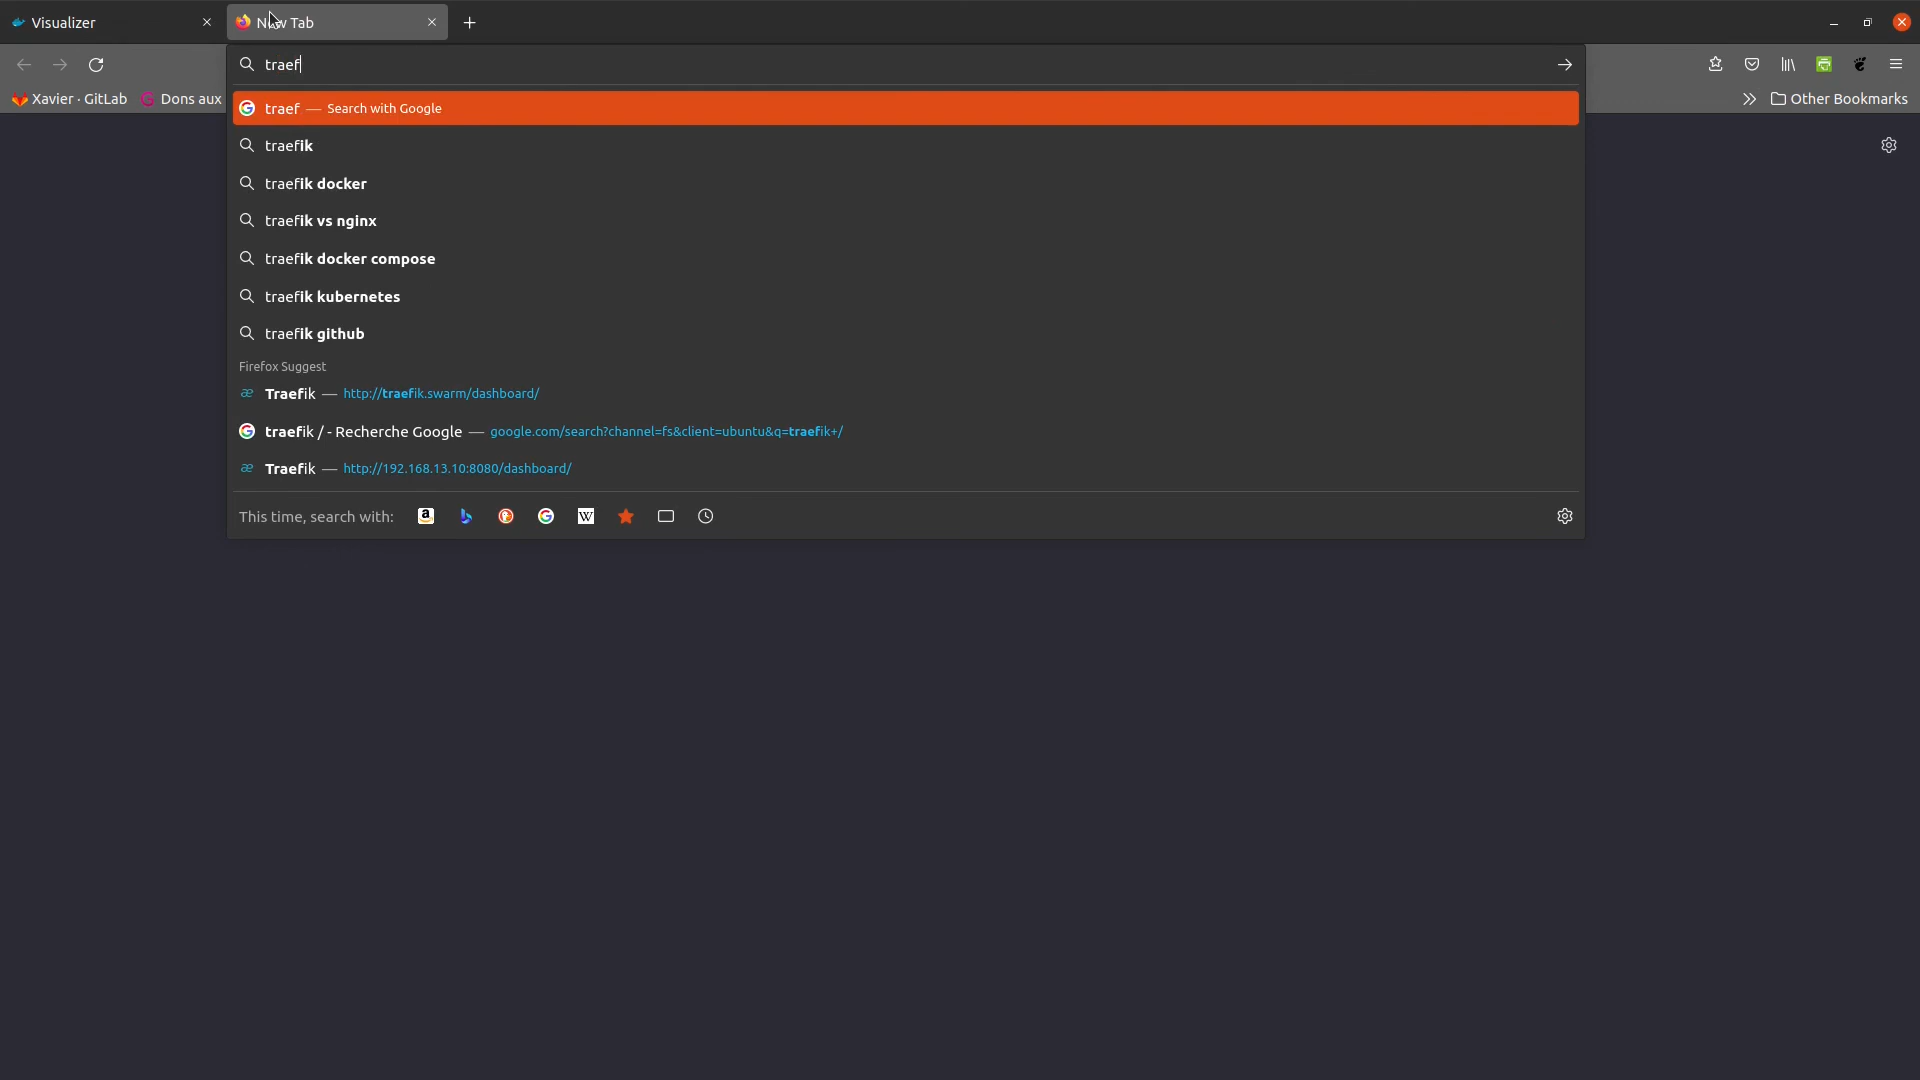 Visualizer
New Tab
traef
Xavier · GitLab
Dons aux
Other Bookmarks
traef — Search with Google
traefik
traefik docker
traefik vs nginx
traefik docker compose
traefik kubernetes
traefik github
Firefox Suggest
Traefik — http://traefik.swarm/dashboard/
traefik / - Recherche Google — google.com/search?channel=fs&client=ubuntu&q=traefik+/
Traefik — http://192.168.13.10:8080/dashboard/
This time, search with: